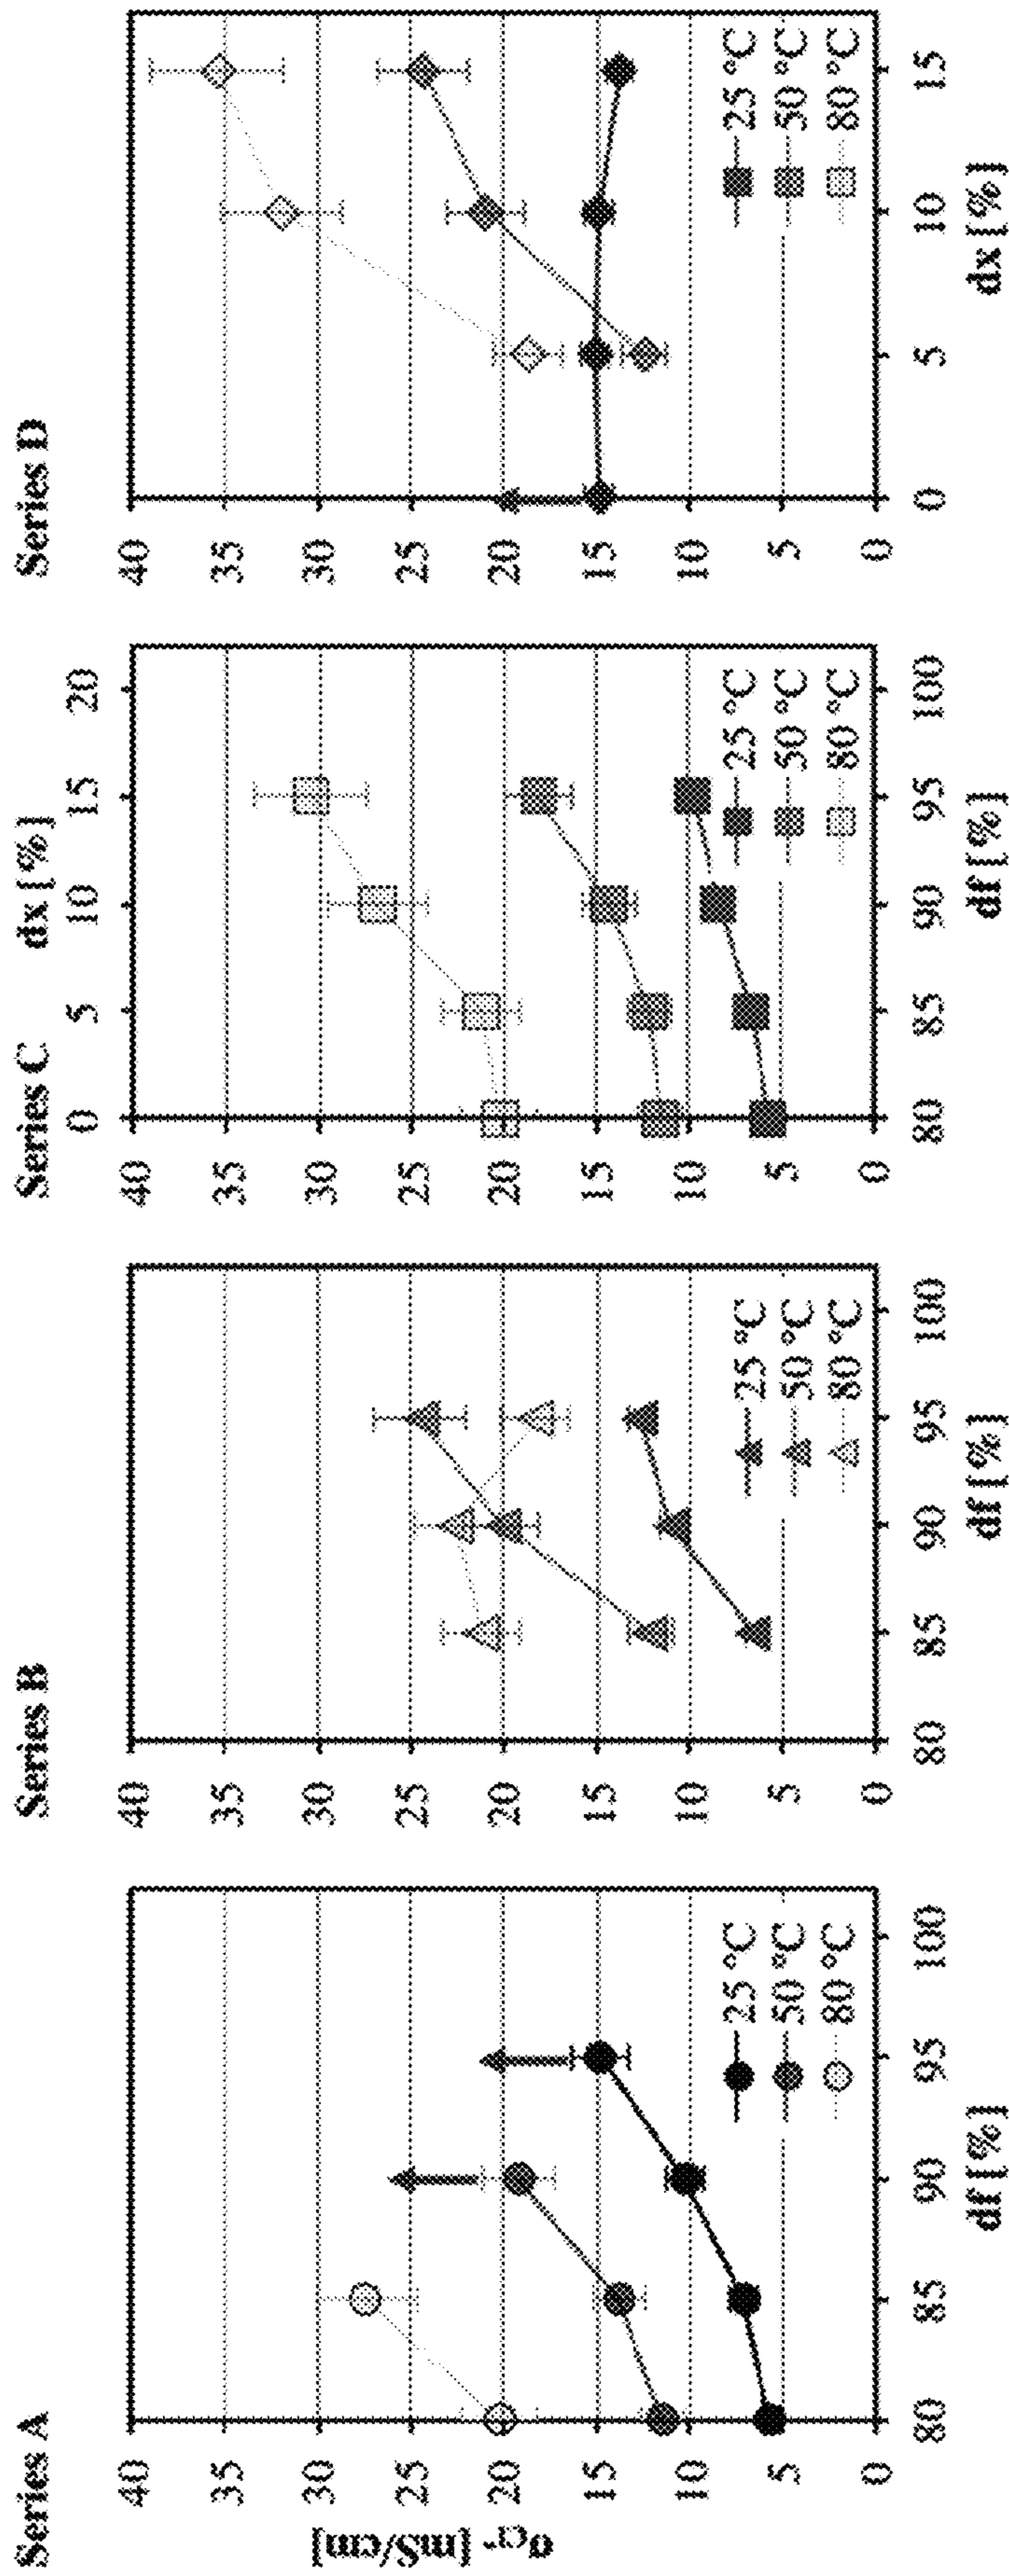 Series A
σCl- [mS/cm]
40
35
30
25
20
15
10
5
0
25 °C
50 °C
80 °C
80 85 90 95 100
df [%]
Series B
40
35
30
25
20
15
10
5
0
25 °C
50 °C
80 °C
80 85 90 95 100
df [%]
Series C
dx [%]
0 5 10 15 20
40
35
30
25
20
15
10
5
0
25 °C
50 °C
80 °C
80 85 90 95 100
df [%]
Series D
40
35
30
25
20
15
10
5
0
25 °C
50 °C
80 °C
0 5 10 15
dx [%]